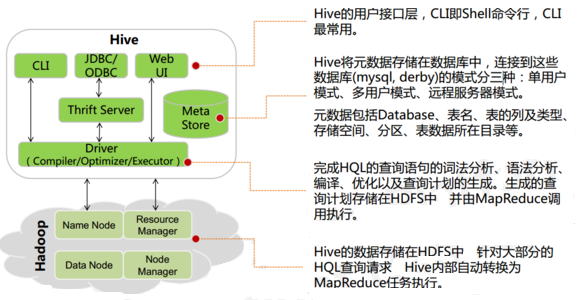 Hive
CLI
JDBC/
ODBC
Web
UI
Thrift Server
Meta
Store
Driver
( Compiler/Optimizer/Executor )
Hadoop
Name Node
Resource
Manager
Data Node
Node
Manager
Hive的用户接口层，CLI即Shell命令行，CLI
最常用。
Hive将元数据存储在数据库中，连接到这些
数据库(mysql, derby)的模式分三种：单用户
模式、多用户模式、远程服务器模式。
元数据包括Database、表名、表的列及类型、
存储空间、分区、表数据所在目录等。
完成HQL的查询语句的词法分析、语法分析、
编译、优化以及查询计划的生成。生成的查
询计划存储在HDFS中 并由MapReduce调
用执行。
Hive的数据存储在HDFS中 针对大部分的
HQL查询请求 Hive内部自动转换为
MapReduce任务执行。